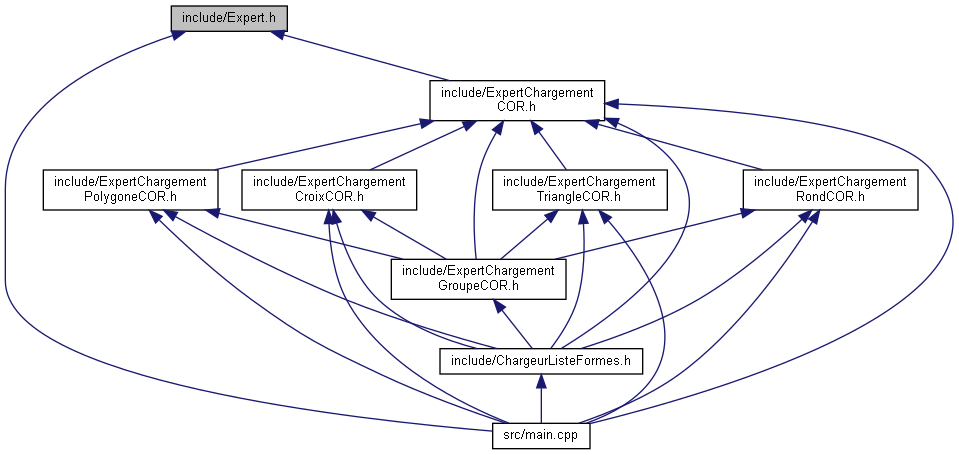 include/Expert.h
include/ExpertChargement
COR.h
include/ExpertChargement
PolygoneCOR.h
include/ExpertChargement
CroixCOR.h
include/ExpertChargement
TriangleCOR.h
include/ExpertChargement
RondCOR.h
include/ExpertChargement
GroupeCOR.h
include/ChargeurListeFormes.h
src/main.cpp